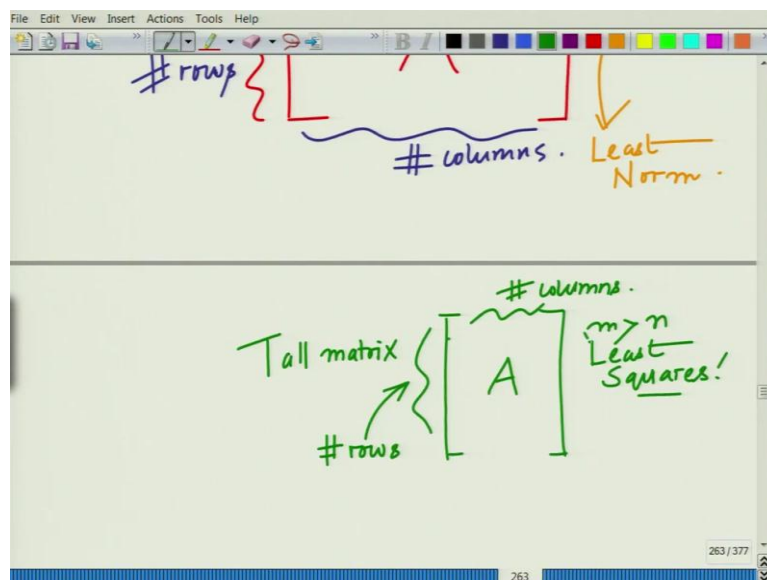 File Edit View Insert Actions Tools Help
B I
# rows
A
# columns.
Least
Norm.
# columns.
Tall matrix
A
m > n
Least
Squares!
# rows
263 / 377
263